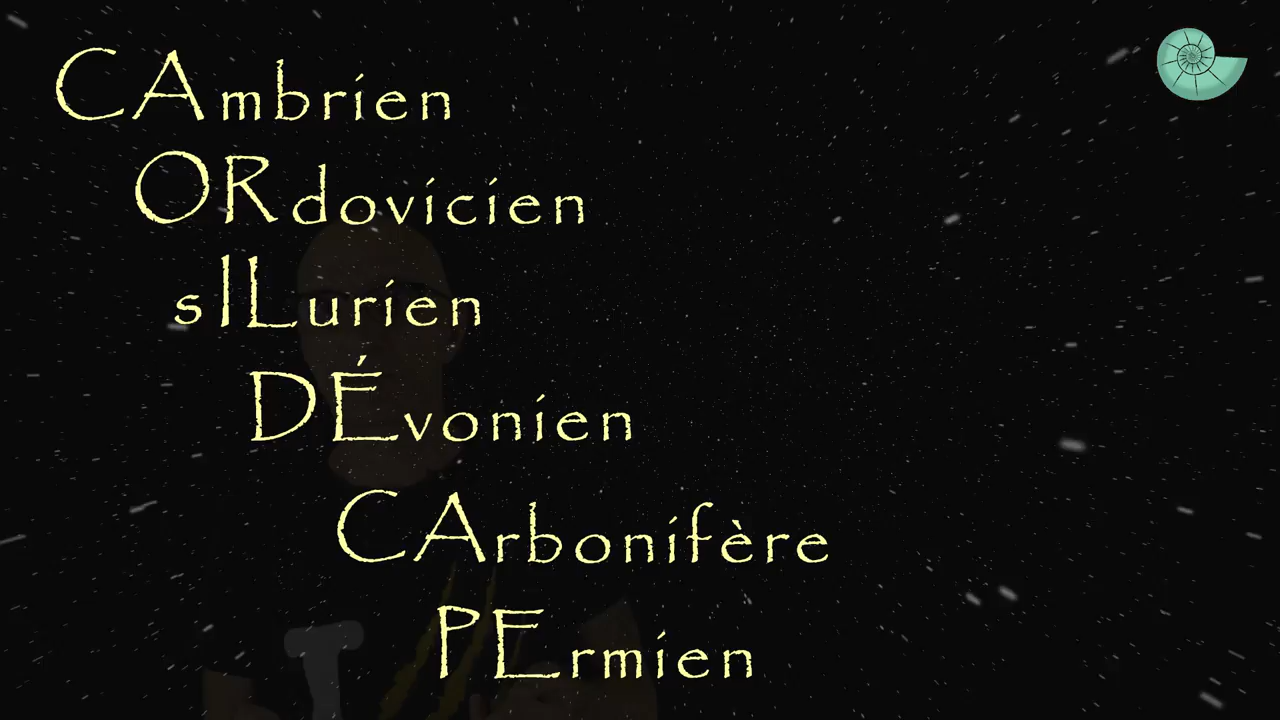 CAmbrien
ORdovicien
sILurien
DÉvonien
CArbonifère
PErmien